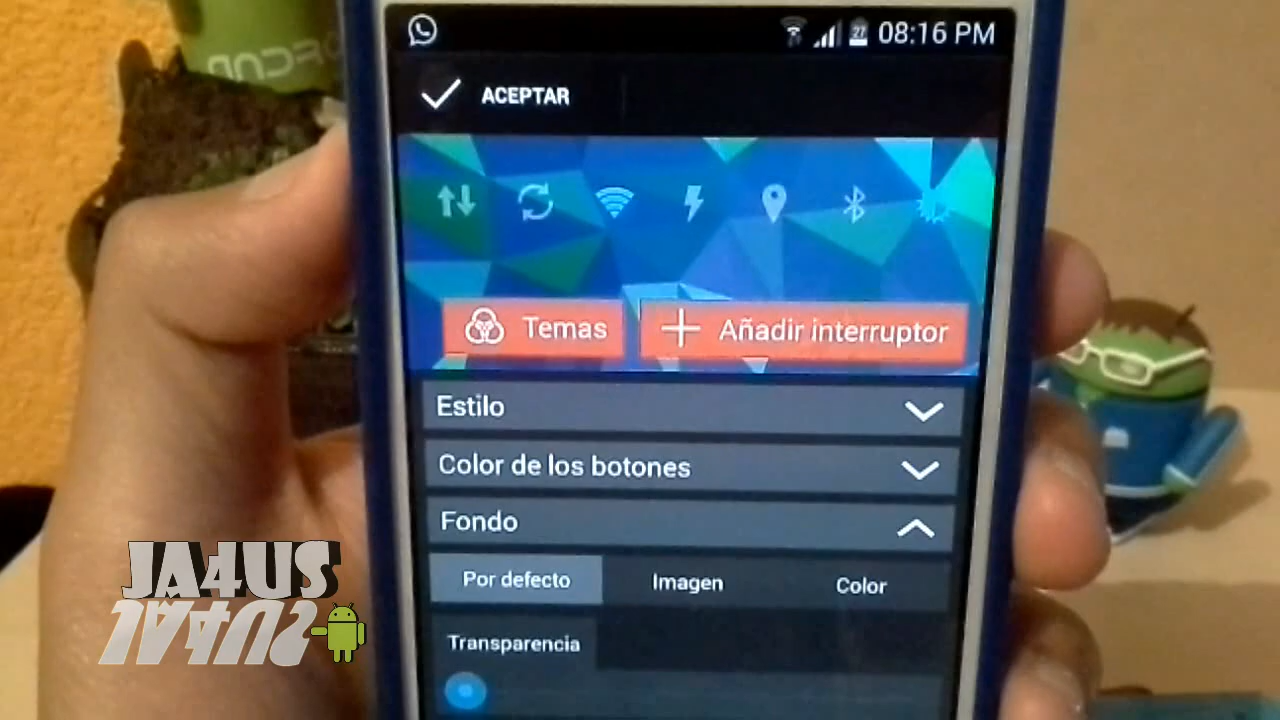 27 08:16 PM
ACEPTAR
Temas
Añadir interruptor
Estilo
Color de los botones
Fondo
Por defecto Imagen Color
Transparencia
JA4US